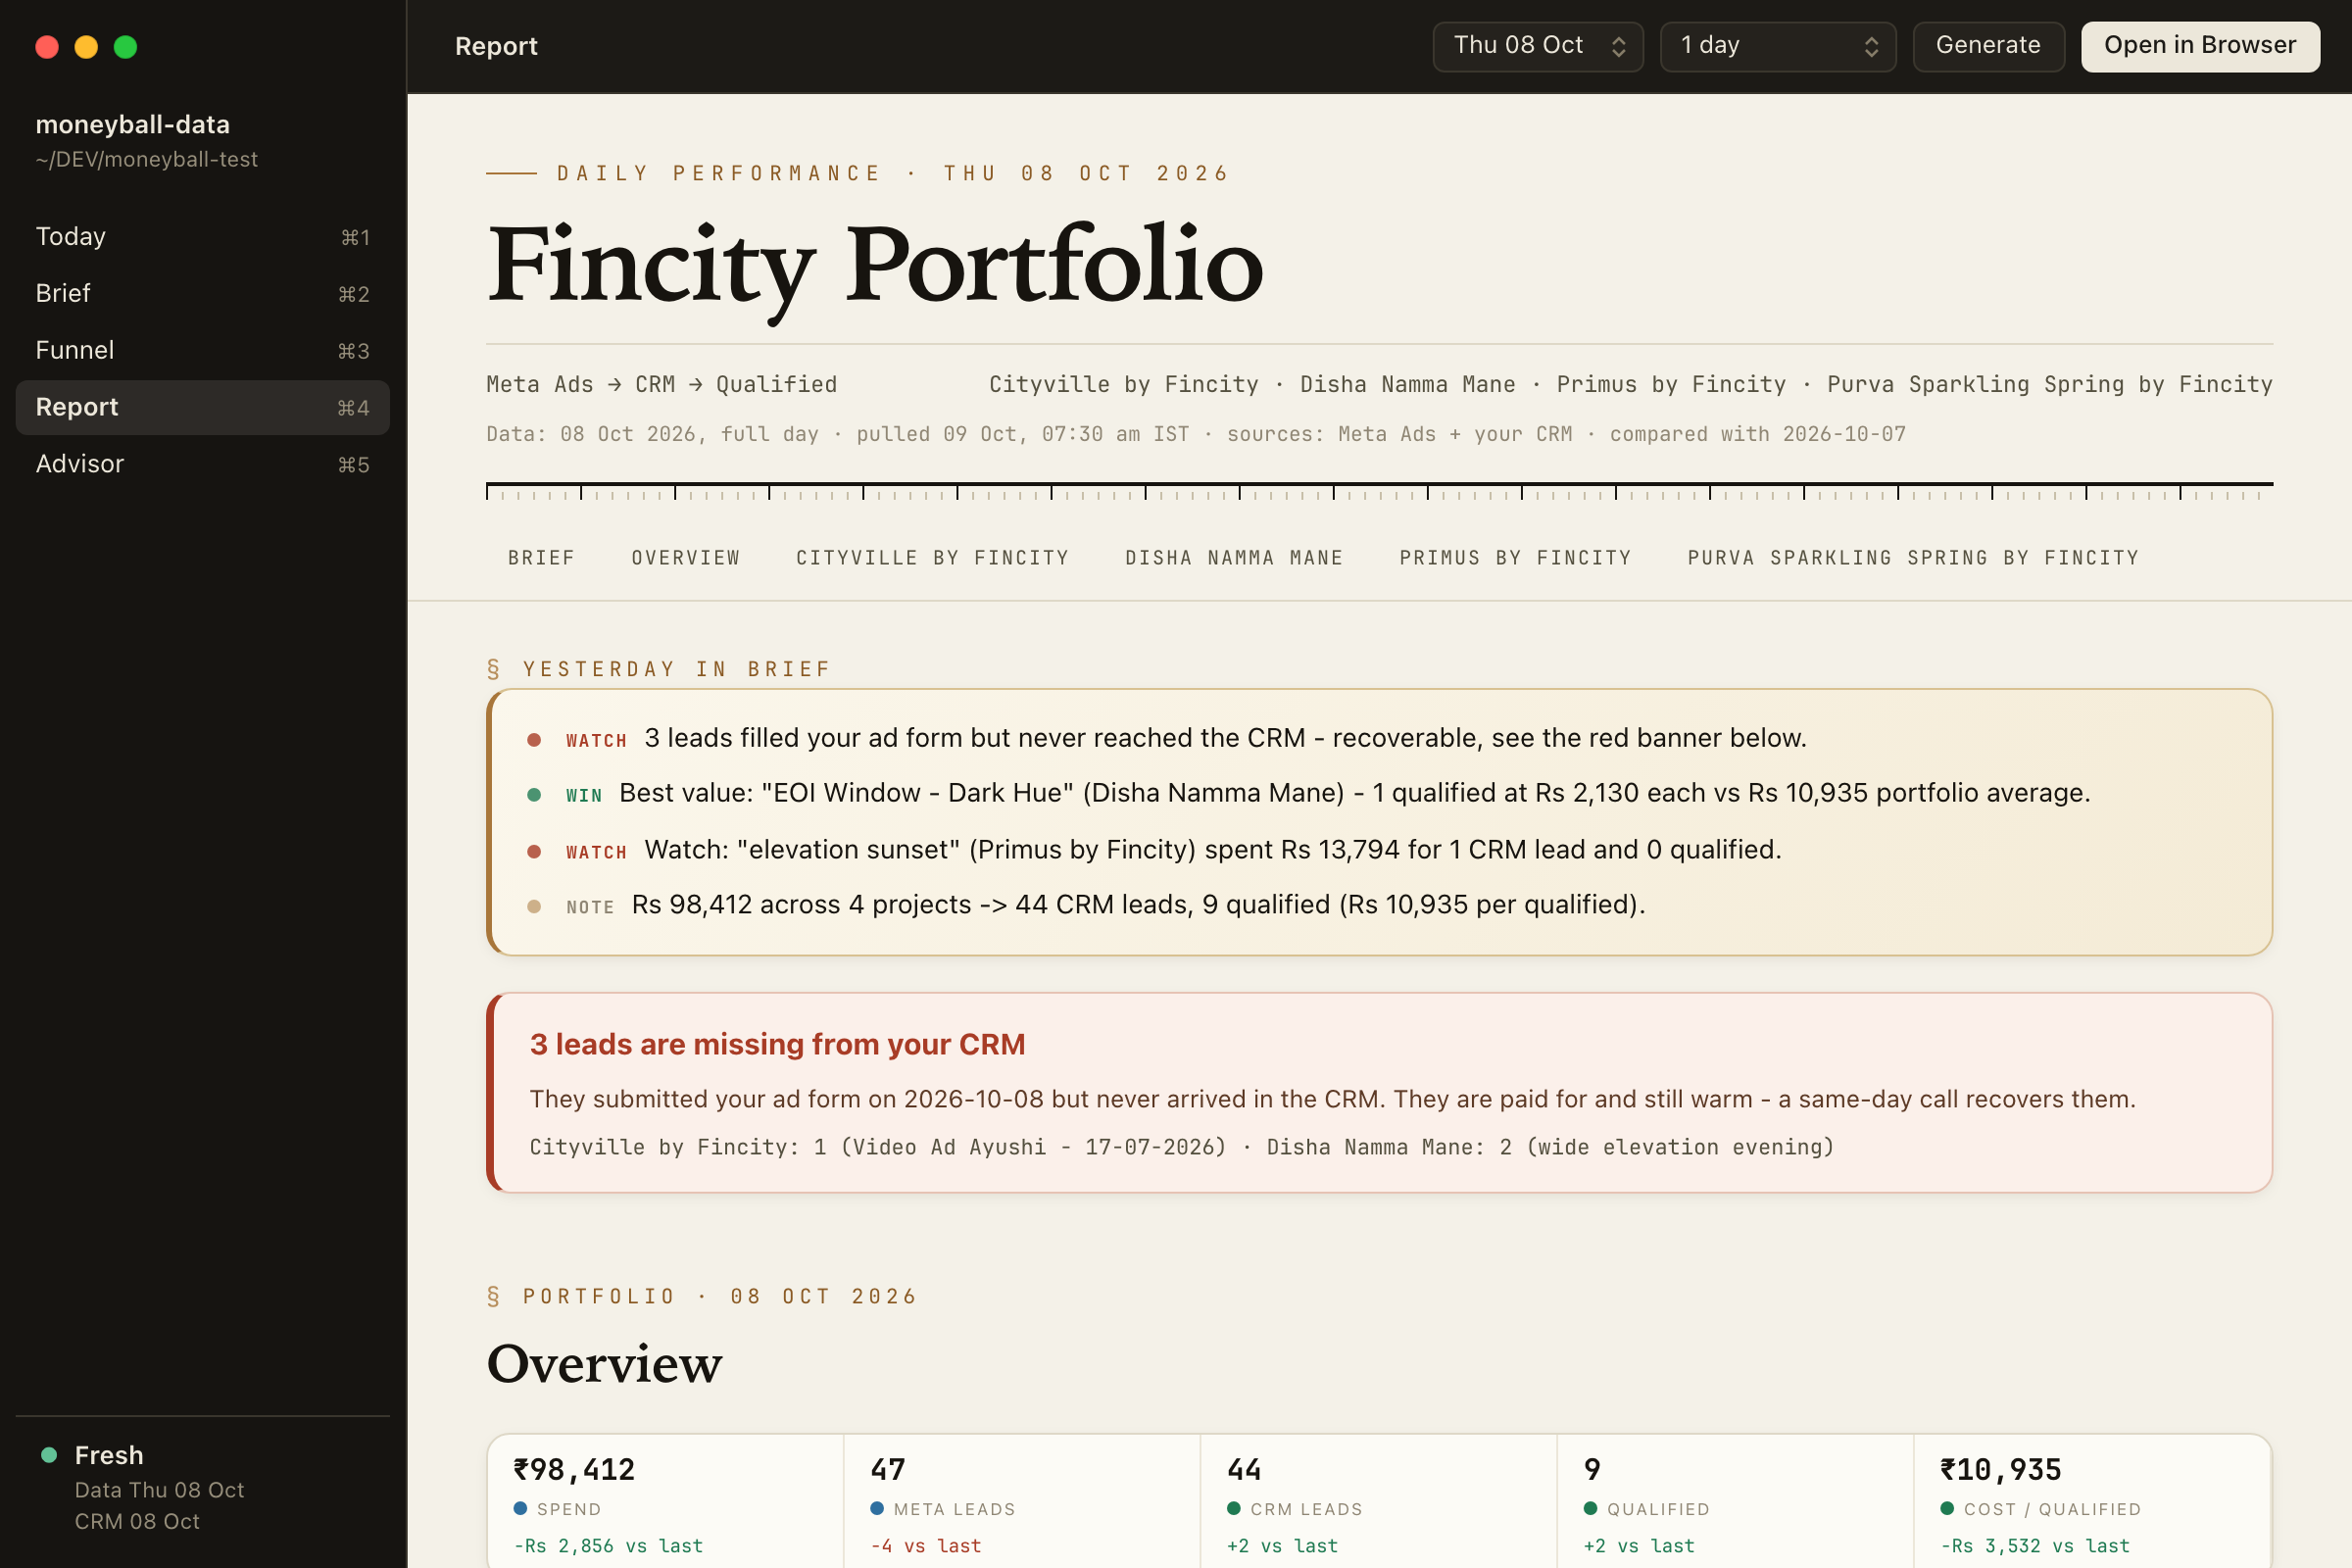 moneyball-data
~/DEV/moneyball-test
Today ⌘1
Brief ⌘2
Funnel ⌘3
Report ⌘4
Advisor ⌘5
Fresh
Data Thu 08 Oct
CRM 08 Oct
Report
Thu 08 Oct
1 day
Generate
Open in Browser
DAILY PERFORMANCE · THU 08 OCT 2026
Fincity Portfolio
Meta Ads → CRM → Qualified
Cityville by Fincity · Disha Namma Mane · Primus by Fincity · Purva Sparkling Spring by Fincity
Data: 08 Oct 2026, full day · pulled 09 Oct, 07:30 am IST · sources: Meta Ads + your CRM · compared with 2026-10-07
BRIEF OVERVIEW CITYVILLE BY FINCITY DISHA NAMMA MANE PRIMUS BY FINCITY PURVA SPARKLING SPRING BY FINCITY
§ YESTERDAY IN BRIEF
WATCH 3 leads filled your ad form but never reached the CRM - recoverable, see the red banner below.
WIN Best value: "EOI Window - Dark Hue" (Disha Namma Mane) - 1 qualified at Rs 2,130 each vs Rs 10,935 portfolio average.
WATCH Watch: "elevation sunset" (Primus by Fincity) spent Rs 13,794 for 1 CRM lead and 0 qualified.
NOTE Rs 98,412 across 4 projects -> 44 CRM leads, 9 qualified (Rs 10,935 per qualified).
3 leads are missing from your CRM
They submitted your ad form on 2026-10-08 but never arrived in the CRM. They are paid for and still warm - a same-day call recovers them.
Cityville by Fincity: 1 (Video Ad Ayushi - 17-07-2026) · Disha Namma Mane: 2 (wide elevation evening)
§ PORTFOLIO · 08 OCT 2026
Overview
₹98,412
SPEND
-Rs 2,856 vs last
47
META LEADS
-4 vs last
44
CRM LEADS
+2 vs last
9
QUALIFIED
+2 vs last
₹10,935
COST / QUALIFIED
-Rs 3,532 vs last